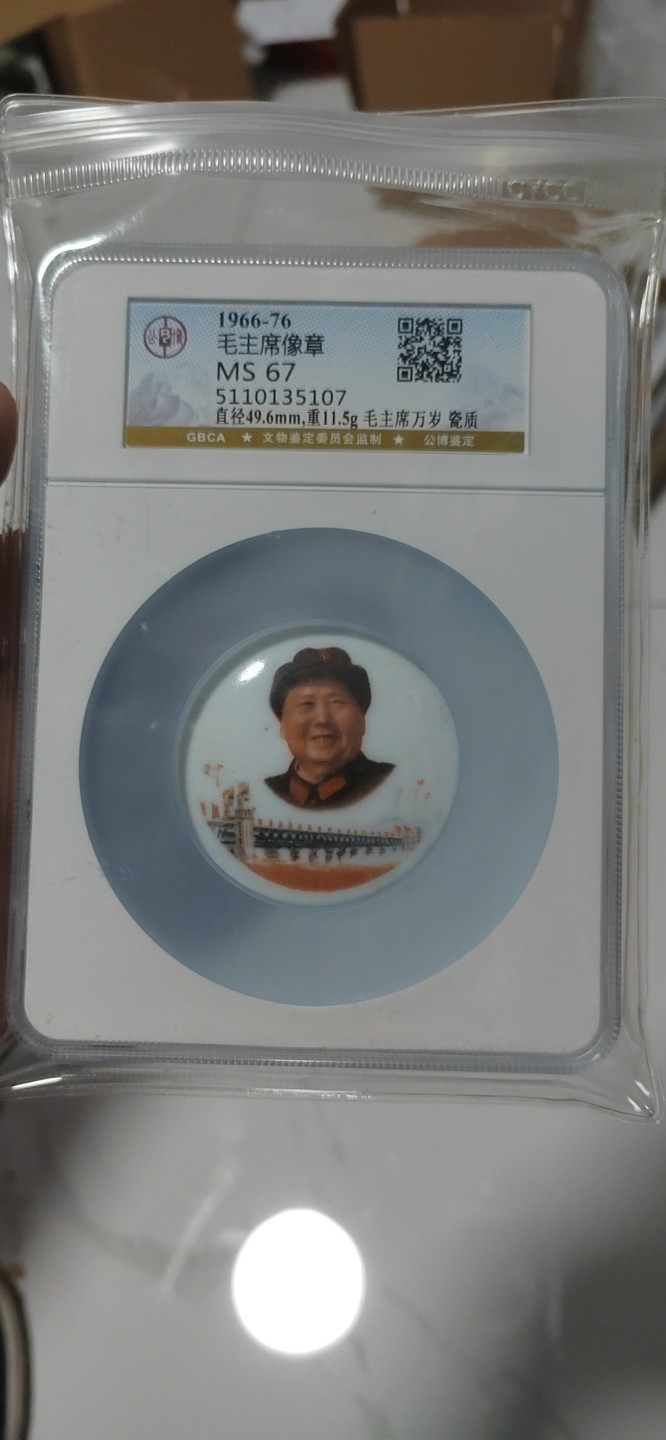 CYCC
1966-76
毛主席像章
MS 67
5110135107
直径49.6mm,重11.5g 毛主席万岁 瓷质
GBCA ★ 文物鉴定委员会监制 ★ 公博鉴定